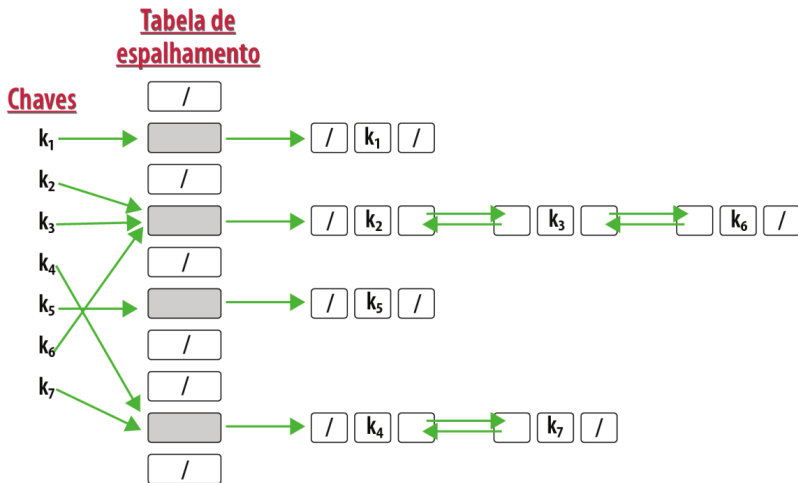 Tabela de
espalhamento
Chaves
/
k₁ / k₁ /
k₂ /
k₃ / k₂ k₃ k₆ /
k₄ /
k₅ / k₅ /
k₆ /
k₇ /
/ k₄ k₇ /
/